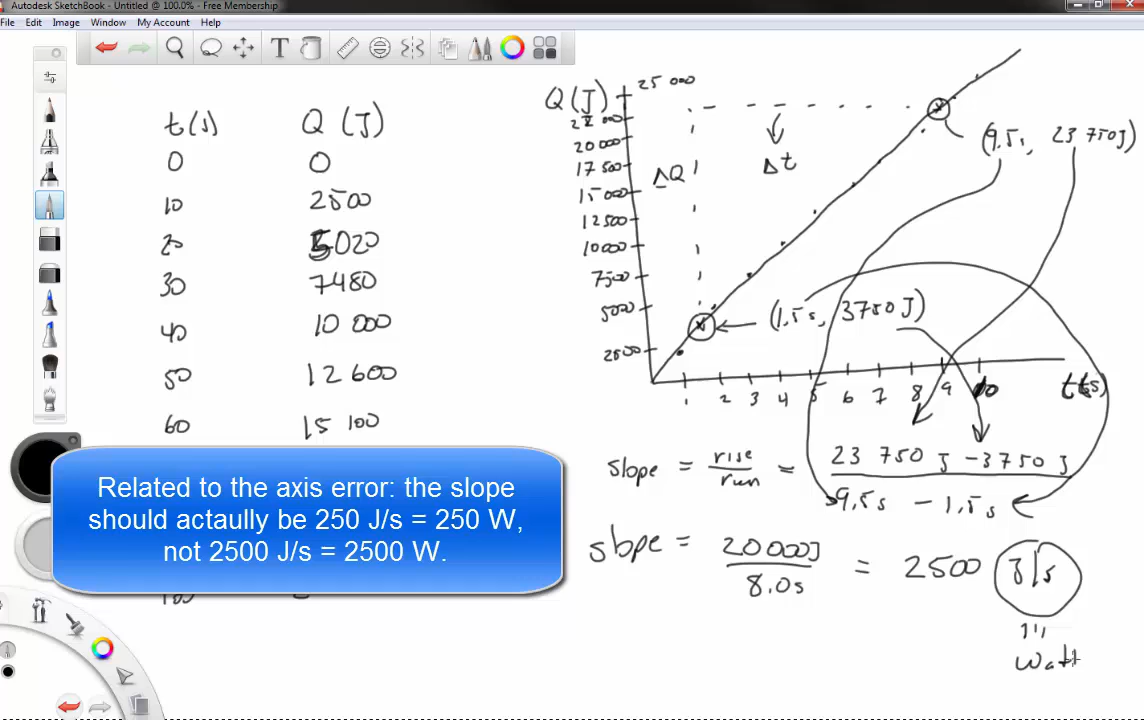 Autodesk SketchBook - Untitled @ 100.0% - Free Membership
File Edit Image Window My Account Help
t(s) Q (J)
0 0
10 2500
20 5020
30 7480
40 10 000
50 12 600
60 15 100
100
Related to the axis error: the slope
should actaully be 250 J/s = 250 W,
not 2500 J/s = 2500 W.
Q (J)
25 000
20 000
17 500
15 000
12 500
10 000
7500
5000
2500
ΔQ
Δt
(9.5s, 23 750J)
(1.5s, 3750J)
1 2 3 4 5 6 7 8 9 10
slope = rise/run = 23 750 J - 3750 J
9.5s - 1.5s
slope = 20 000J / 8.0s = 2500 J/s
Watt